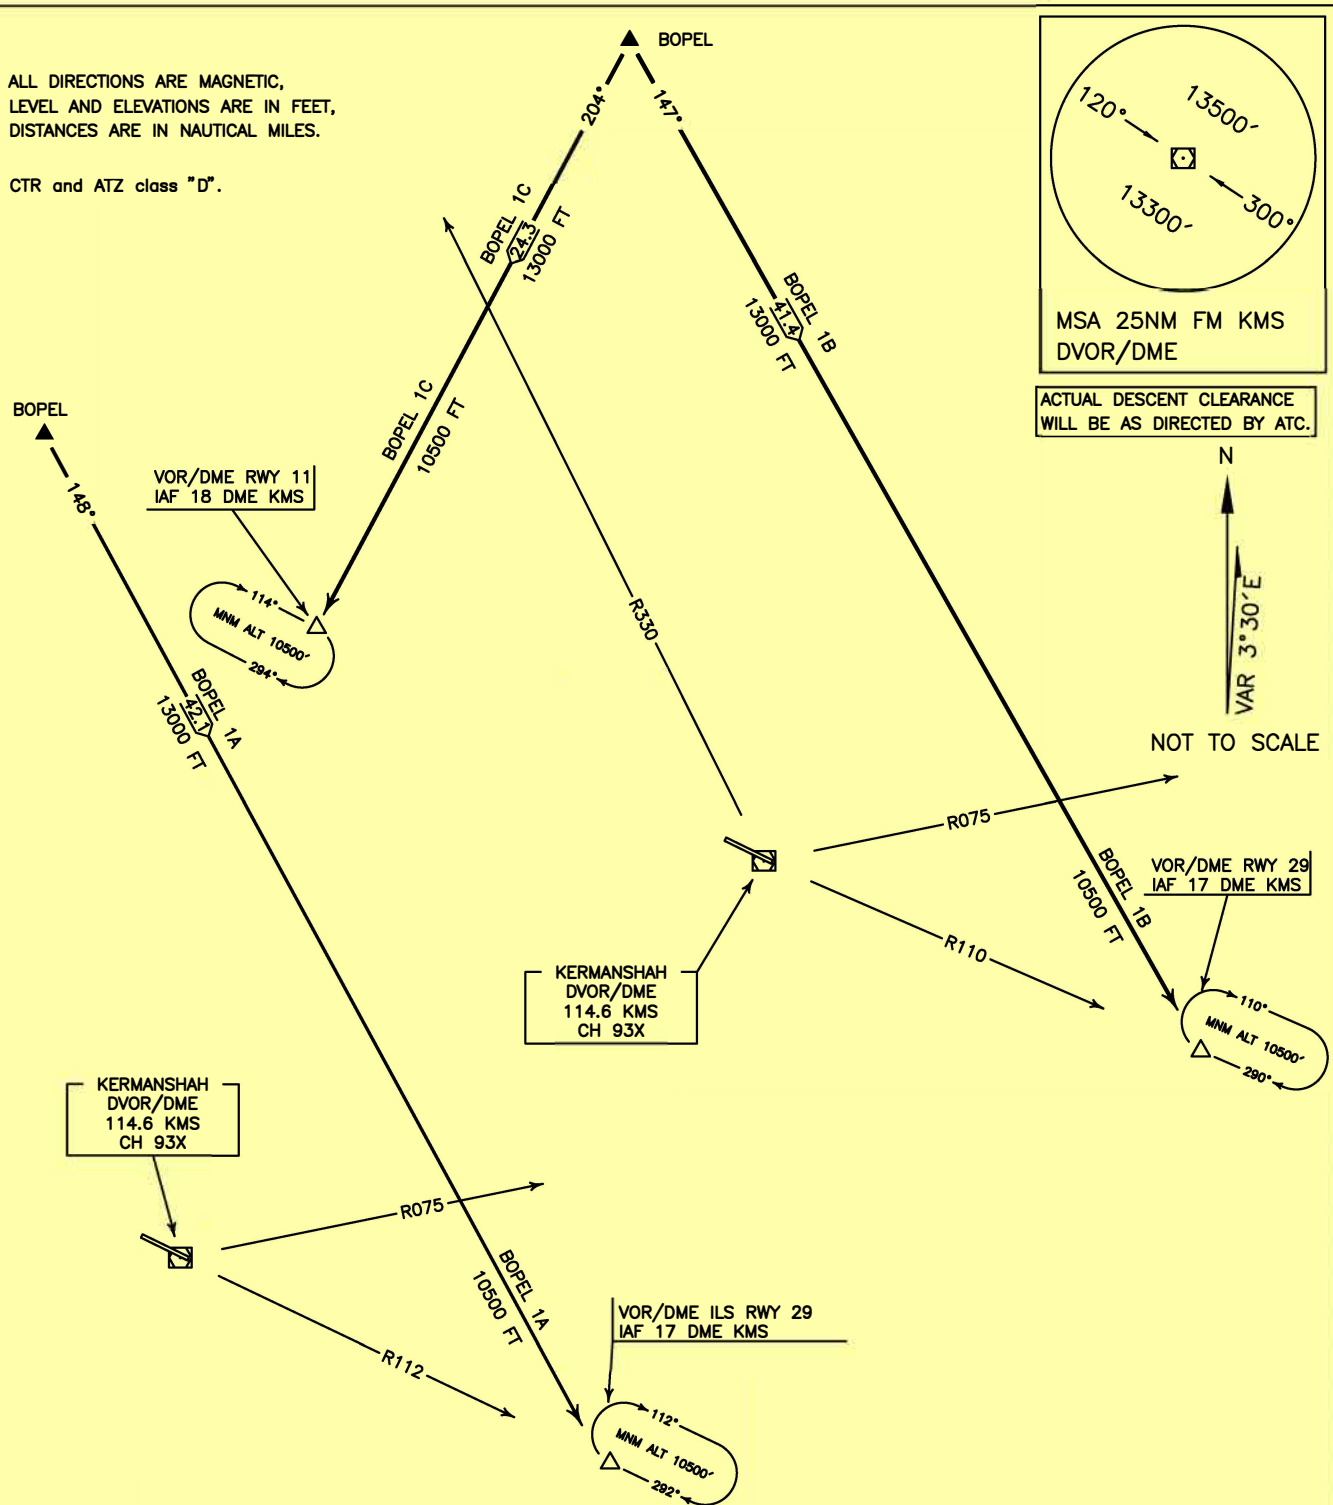 BOPEL
ALL DIRECTIONS ARE MAGNETIC,
LEVEL AND ELEVATIONS ARE IN FEET,
DISTANCES ARE IN NAUTICAL MILES.
CTR and ATZ class "D".
204°
147°
BOPEL 1C
24.3
13000 FT
BOPEL 1C
10500 FT
BOPEL 1B
41.4
13000 FT
120°
13500'
13300'
300°
MSA 25NM FM KMS
DVOR/DME
ACTUAL DESCENT CLEARANCE
WILL BE AS DIRECTED BY ATC.
N
VAR 3°30'E
NOT TO SCALE
BOPEL
148°
VOR/DME RWY 11
IAF 18 DME KMS
114°
MNM ALT 10500'
294°
R330
BOPEL 1A
42.1
13000 FT
R075
BOPEL 1B
10500 FT
VOR/DME RWY 29
IAF 17 DME KMS
R110
KERMANSHAH
DVOR/DME
114.6 KMS
CH 93X
110°
MNM ALT 10500'
290°
KERMANSHAH
DVOR/DME
114.6 KMS
CH 93X
R075
R112
BOPEL 1A
10500 FT
VOR/DME ILS RWY 29
IAF 17 DME KMS
112°
MNM ALT 10500'
292°